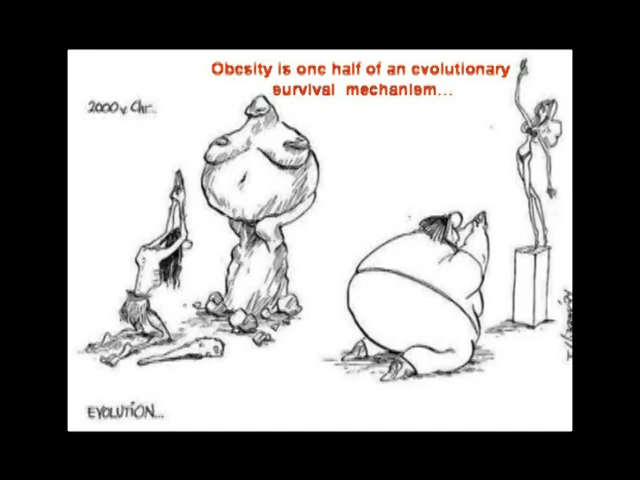 Obesity is one half of an evolutionary
survival mechanism...
2000 v. Chr...
EVOLUTION...